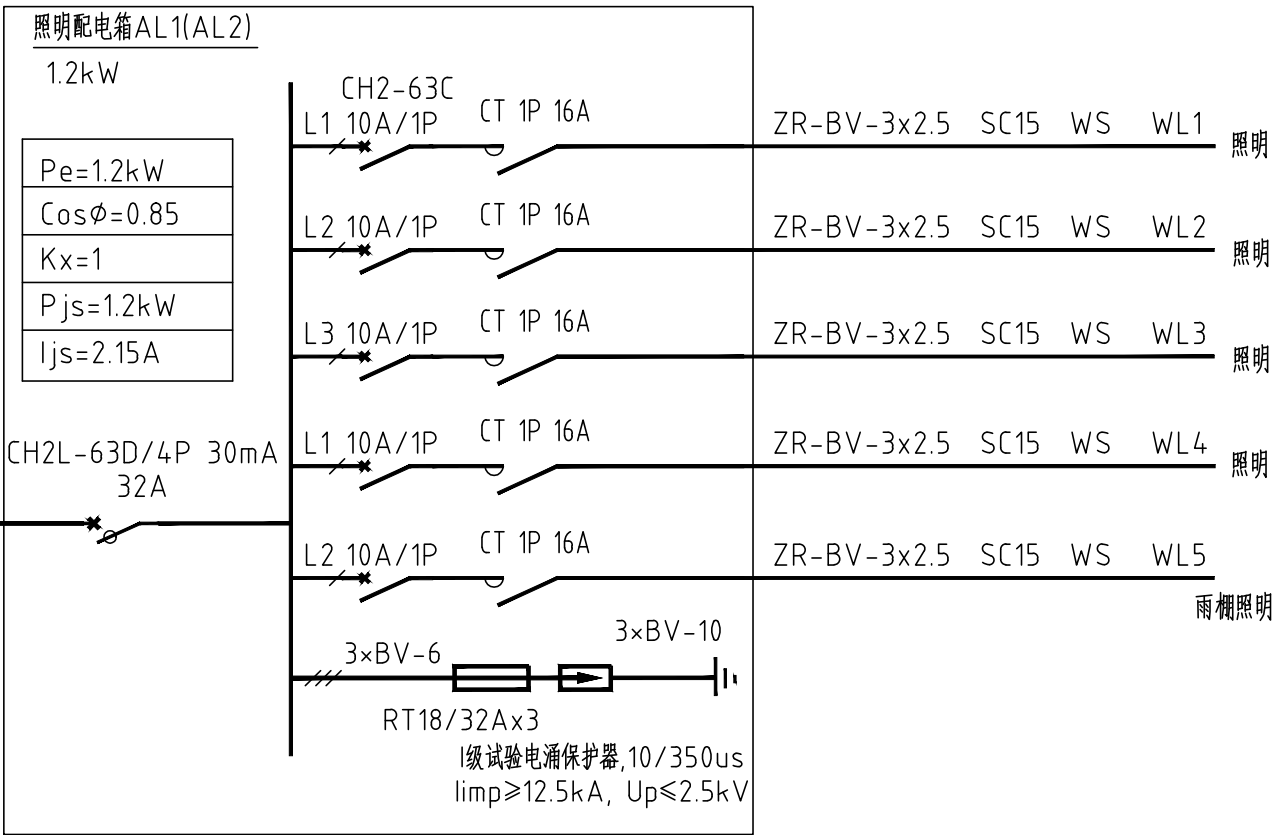 照明配电箱AL1(AL2)
1.2kW
Pe=1.2kW
CosØ=0.85
Kx=1
Pjs=1.2kW
Ijs=2.15A
CH2L-63D/4P 30mA
32A
CH2-63C
L1 10A/1P CT 1P 16A ZR-BV-3x2.5 SC15 WS WL1 照明
L2 10A/1P CT 1P 16A ZR-BV-3x2.5 SC15 WS WL2 照明
L3 10A/1P CT 1P 16A ZR-BV-3x2.5 SC15 WS WL3 照明
L1 10A/1P CT 1P 16A ZR-BV-3x2.5 SC15 WS WL4 照明
L2 10A/1P CT 1P 16A ZR-BV-3x2.5 SC15 WS WL5
雨棚照明
3×BV-6 3×BV-10
RT18/32Ax3
I级试验电涌保护器,10/350us
Iimp≥12.5kA, Up≤2.5kV